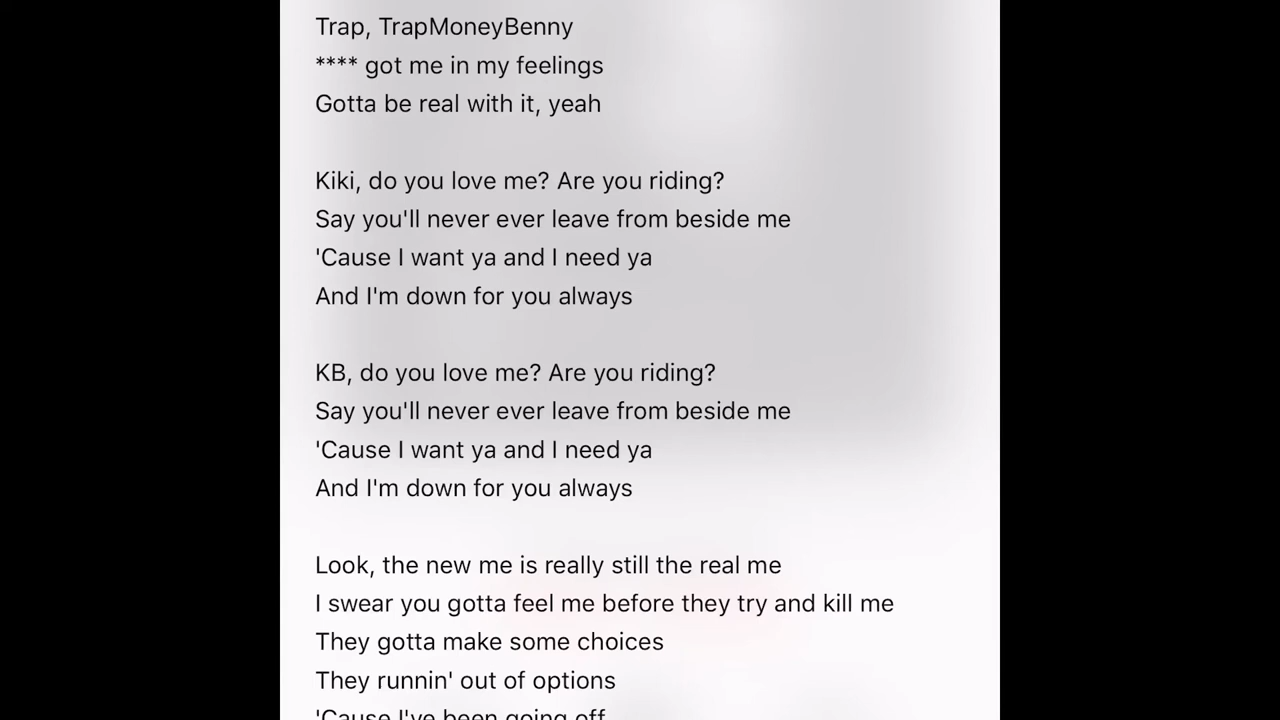 Trap, TrapMoneyBenny
**** got me in my feelings
Gotta be real with it, yeah
Kiki, do you love me? Are you riding?
Say you'll never ever leave from beside me
'Cause I want ya and I need ya
And I'm down for you always
KB, do you love me? Are you riding?
Say you'll never ever leave from beside me
'Cause I want ya and I need ya
And I'm down for you always
Look, the new me is really still the real me
I swear you gotta feel me before they try and kill me
They gotta make some choices
They runnin' out of options
'Cause I've been going off